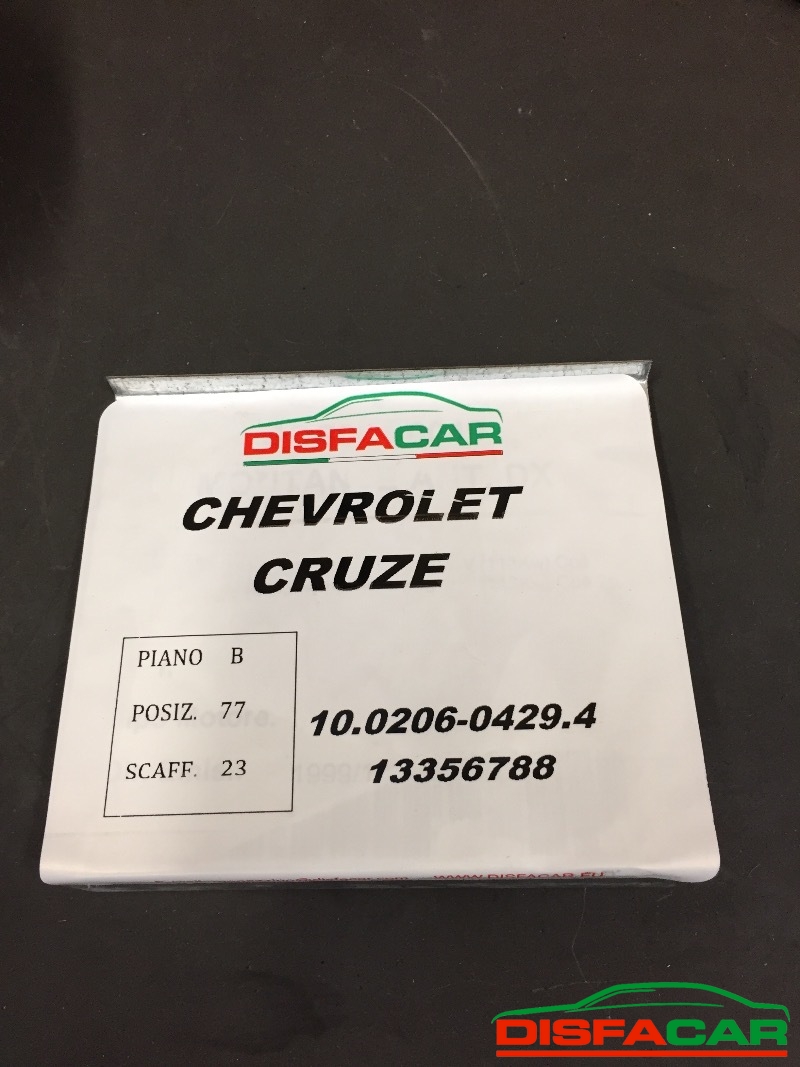 DISFACAR
CHEVROLET
CRUZE
PIANO B
POSIZ. 77
SCAFF. 23
10.0206-0429.4
13356788
WWW.DISFACAR.EU
DISFACAR